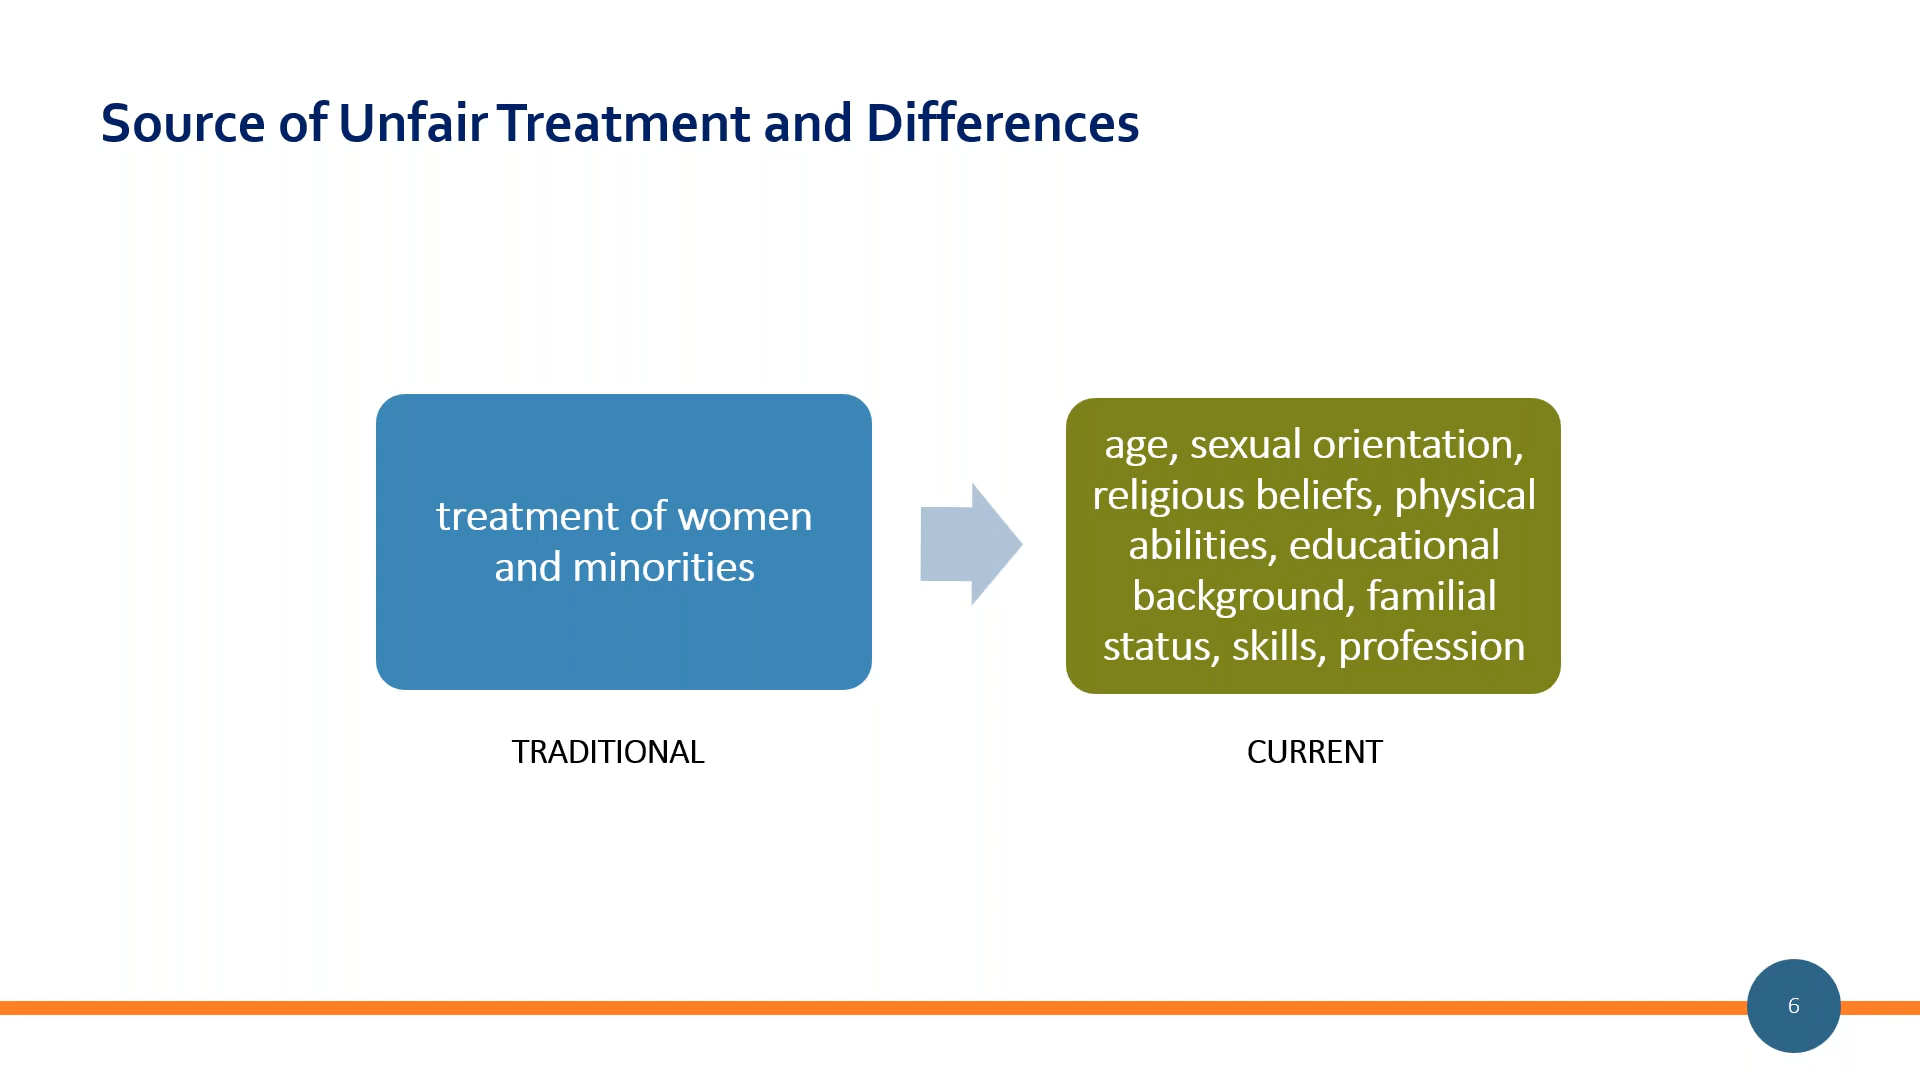 Source of Unfair Treatment and Differences
treatment of women
and minorities
age, sexual orientation,
religious beliefs, physical
abilities, educational
background, familial
status, skills, profession
TRADITIONAL
CURRENT
6